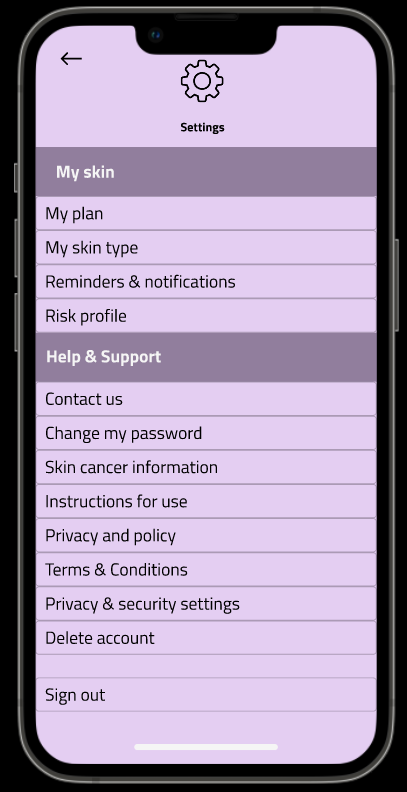 Settings
My skin
My plan
My skin type
Reminders & notifications
Risk profile
Help & Support
Contact us
Change my password
Skin cancer information
Instructions for use
Privacy and policy
Terms & Conditions
Privacy & security settings
Delete account
Sign out